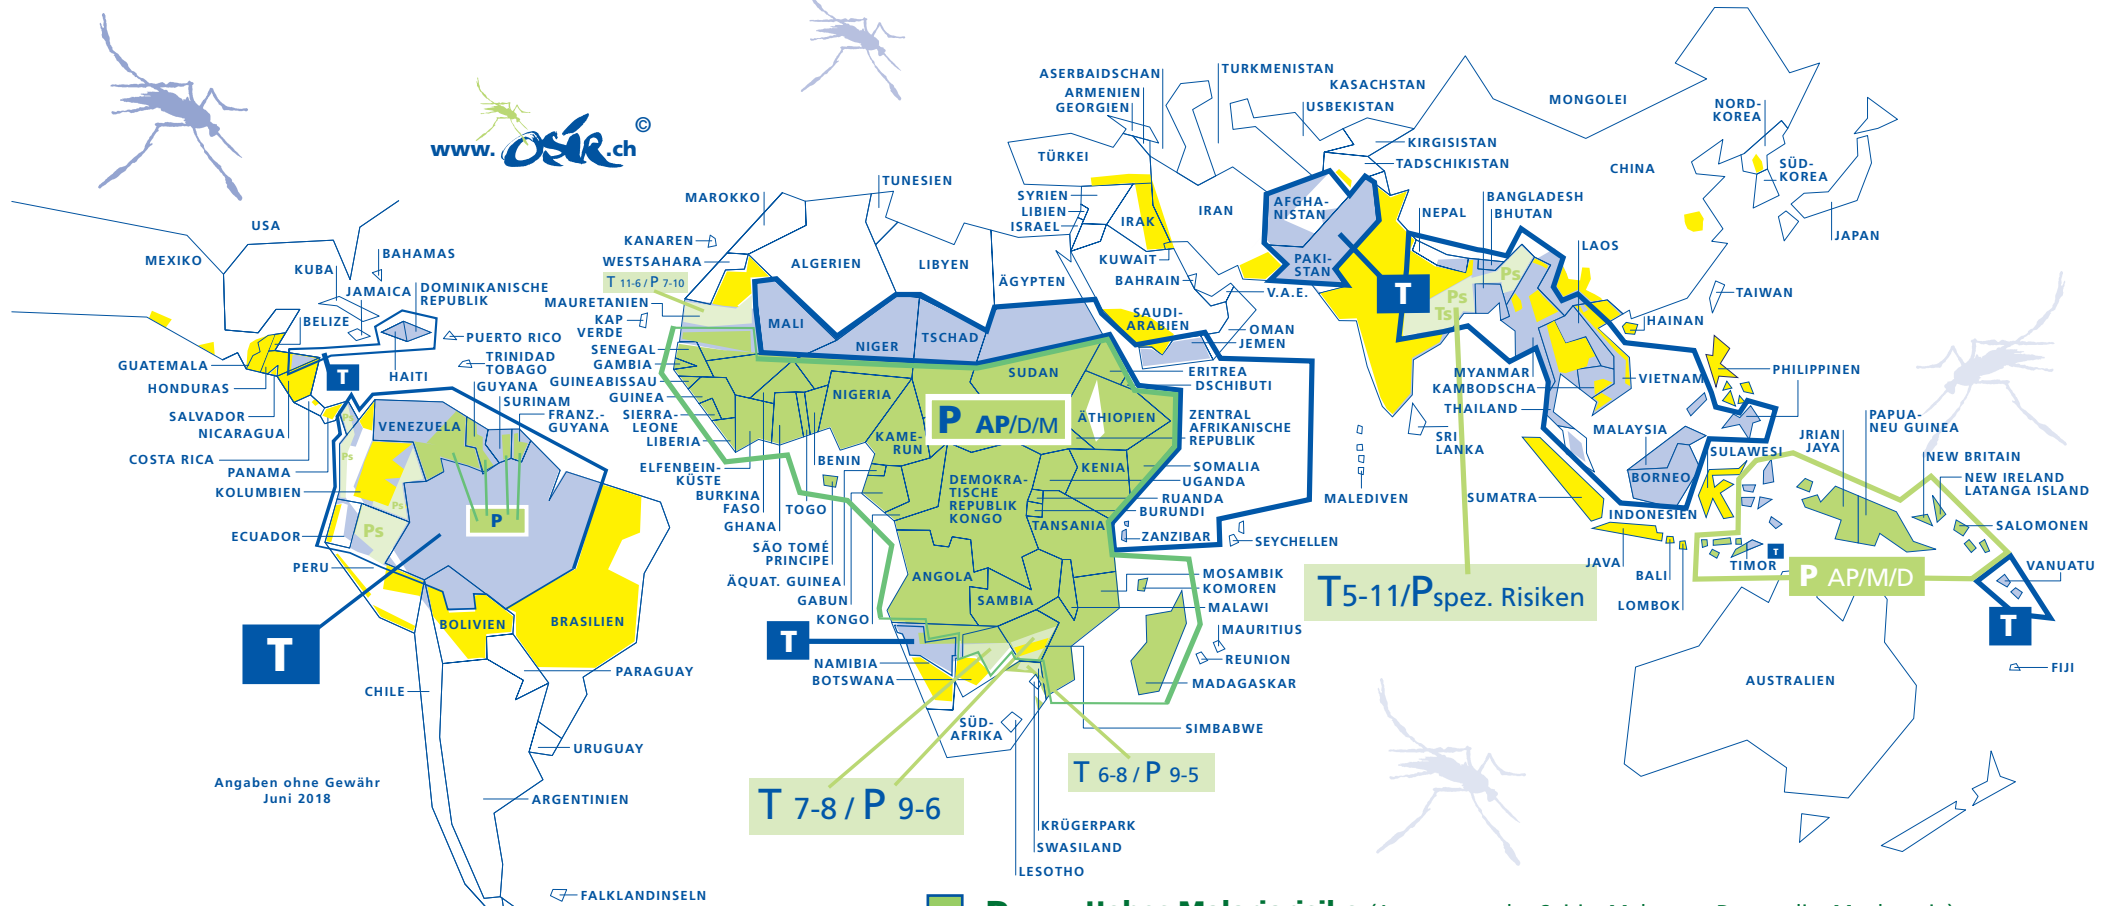 www.OSIR.ch
©
USA
MEXIKO
KUBA
BAHAMAS
JAMAICA
DOMINIKANISCHE
REPUBLIK
BELIZE
PUERTO RICO
TRINIDAD
TOBAGO
HAITI
GUATEMALA
HONDURAS
SALVADOR
NICARAGUA
COSTA RICA
PANAMA
KOLUMBIEN
ECUADOR
PERU
T
GUYANA
SURINAM
FRANZ.-
GUYANA
VENEZUELA
Ps
Ps
Ps
P
T
BOLIVIEN
BRASILIEN
PARAGUAY
CHILE
URUGUAY
ARGENTINIEN
FALKLANDINSELN
Angaben ohne Gewähr
Juni 2018
TUNESIEN
MAROKKO
KANAREN
WESTSAHARA
ALGERIEN
LIBYEN
ÄGYPTEN
T 11-6 / P 7-10
MAURETANIEN
KAP
VERDE
SENEGAL
GAMBIA
GUINEABISSAU
GUINEA
SIERRA-
LEONE
LIBERIA
ELFENBEIN-
KÜSTE
BURKINA
FASO
GHANA
TOGO
BENIN
SÃO TOMÉ
PRINCIPE
ÄQUAT. GUINEA
GABUN
KONGO
MALI
NIGER
TSCHAD
SUDAN
NIGERIA
P AP/D/M
ÄTHIOPIEN
KAME-
RUN
DEMOKRA-
TISCHE
REPUBLIK
KONGO
KENIA
TANSANIA
ANGOLA
SAMBIA
T
NAMIBIA
BOTSWANA
SÜD-
AFRIKA
T 7-8 / P 9-6
T 6-8 / P 9-5
KRÜGERPARK
SWASILAND
LESOTHO
SIMBABWE
MADAGASKAR
REUNION
MAURITIUS
MALAWI
KOMOREN
MOSAMBIK
SEYCHELLEN
ZANZIBAR
BURUNDI
RUANDA
UGANDA
SOMALIA
ZENTRAL
AFRIKANISCHE
REPUBLIK
DSCHIBUTI
ERITREA
JEMEN
OMAN
SAUDI-
ARABIEN
V.A.E.
BAHRAIN
KUWAIT
IRAK
IRAN
ISRAEL
LIBIEN
SYRIEN
TÜRKEI
GEORGIEN
ARMENIEN
ASERBAIDSCHAN
TURKMENISTAN
KASACHSTAN
USBEKISTAN
KIRGISISTAN
TADSCHIKISTAN
MONGOLEI
CHINA
NORD-
KOREA
SÜD-
KOREA
JAPAN
TAIWAN
HAINAN
AFGHA-
NISTAN
PAKI-
STAN
T
NEPAL
BANGLADESH
BHUTAN
LAOS
Ps
Ps
Ts
MYANMAR
KAMBODSCHA
THAILAND
VIETNAM
PHILIPPINEN
SRI
LANKA
MALEDIVEN
MALAYSIA
BORNEO
SULAWESI
SUMATRA
INDONESIEN
JAVA
BALI
LOMBOK
TIMOR
T
JRIAN
JAYA
PAPUA-
NEU GUINEA
NEW BRITAIN
NEW IRELAND
LATANGA ISLAND
SALOMONEN
VANUATU
P AP/M/D
T
FIJI
AUSTRALIEN
T5-11/Pspez. Risiken